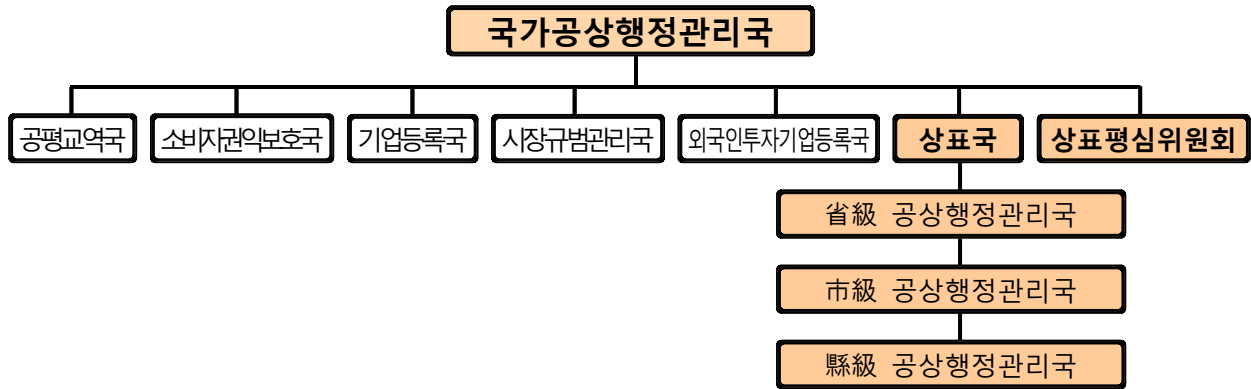 국가공상행정관리국
공평교역국
소비자권익보호국
기업등록국
시장규범관리국
외국인투자기업등록국
상표국
상표평심위원회
省級 공상행정관리국
市級 공상행정관리국
縣級 공상행정관리국